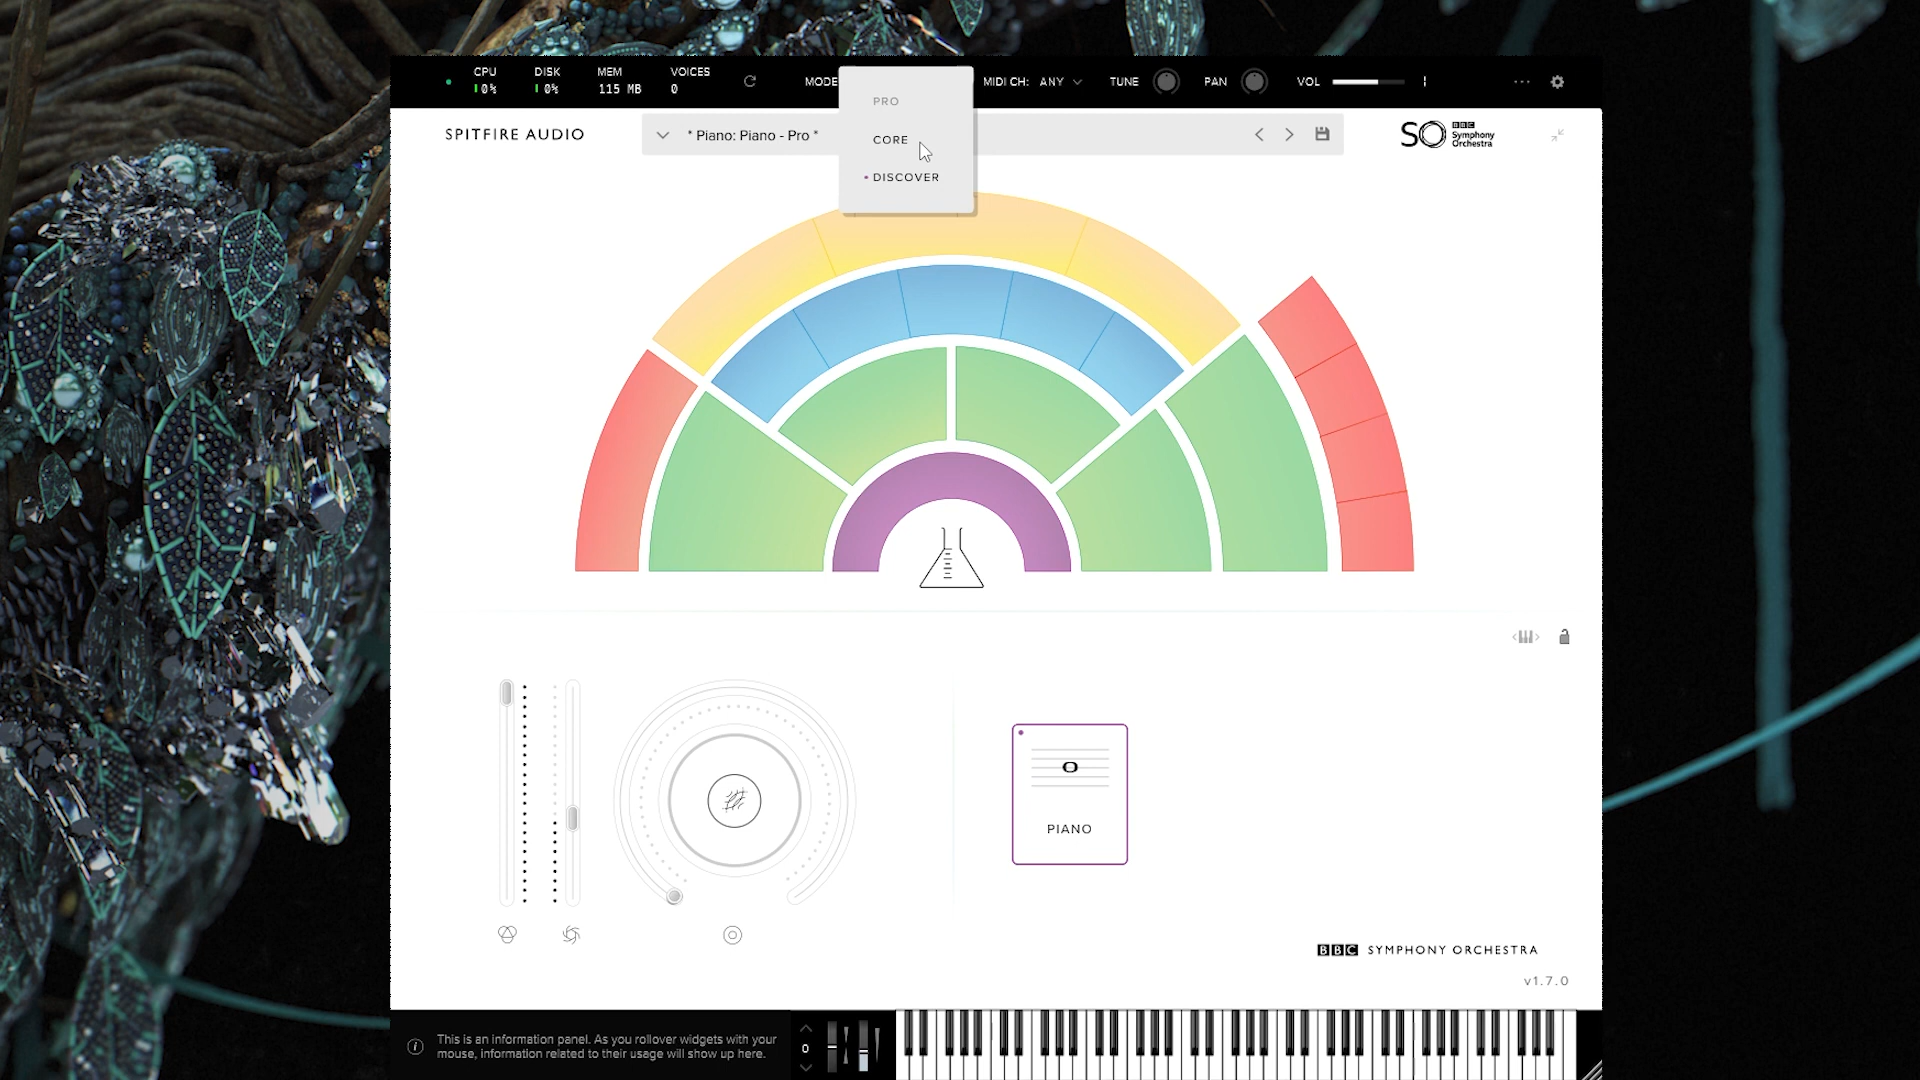 CPU
0%
DISK
0%
MEM
115 MB
VOICES
0
MODE
MIDI CH: ANY
TUNE
PAN
VOL
PRO
CORE
DISCOVER
SPITFIRE AUDIO
* Piano: Piano - Pro *
SO BBC
Symphony
Orchestra
PIANO
BBC SYMPHONY ORCHESTRA
v1.7.0
This is an information panel. As you rollover widgets with your
mouse, information related to their usage will show up here.
0